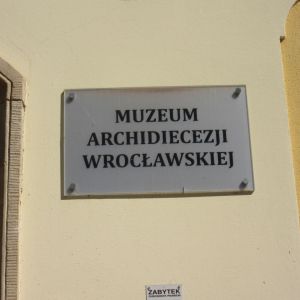 MUZEUM
ARCHIDIECEZJI
WROCŁAWSKIEJ
ZABYTEK